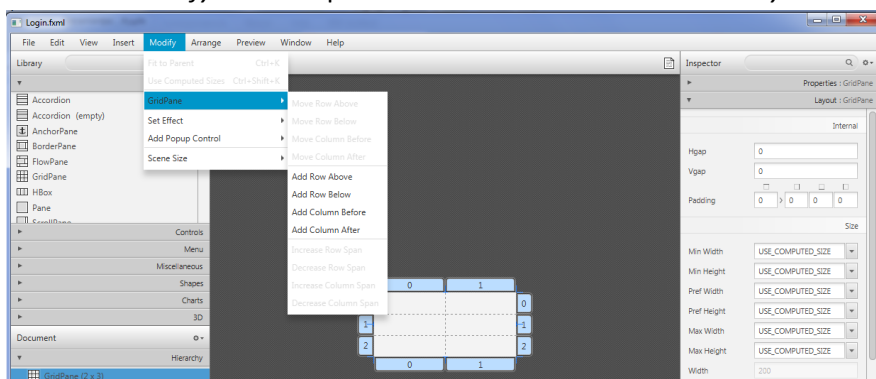 Login.fxml
File Edit View Insert Modify Arrange Preview Window Help
Library
Fit to Parent Ctrl+K
Use Computed Sizes Ctrl+Shift+K
GridPane
Set Effect
Add Popup Control
Scene Size
Move Row Above
Move Row Below
Move Column Before
Move Column After
Add Row Above
Add Row Below
Add Column Before
Add Column After
Increase Row Span
Decrease Row Span
Increase Column Span
Decrease Column Span
Accordion
Accordion (empty)
AnchorPane
BorderPane
FlowPane
GridPane
HBox
Pane
ScrollPane
Controls
Menu
Miscellaneous
Shapes
Charts
3D
Document
Hierarchy
GridPane (2 x 3)
0 1
0
1 1
2 2
0 1
Inspector
Properties : GridPane
Layout : GridPane
Internal
Hgap 0
Vgap 0
Padding 0 0 0 0
Size
Min Width USE_COMPUTED_SIZE
Min Height USE_COMPUTED_SIZE
Pref Width USE_COMPUTED_SIZE
Pref Height USE_COMPUTED_SIZE
Max Width USE_COMPUTED_SIZE
Max Height USE_COMPUTED_SIZE
Width 200